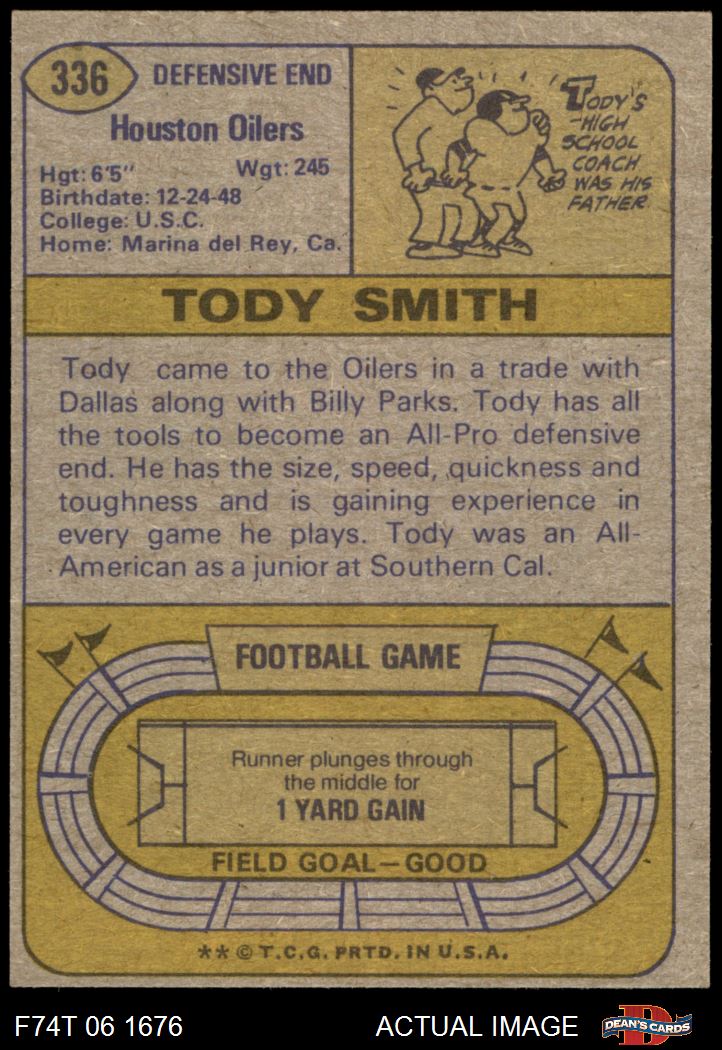 336
DEFENSIVE END
Houston Oilers
Hgt: 6'5" Wgt: 245
Birthdate: 12-24-48
College: U.S.C.
Home: Marina del Rey, Ca.
TODY'S
HIGH
SCHOOL
COACH
WAS HIS
FATHER
TODY SMITH
Tody came to the Oilers in a trade with
Dallas along with Billy Parks. Tody has all
the tools to become an All-Pro defensive
end. He has the size, speed, quickness and
toughness and is gaining experience in
every game he plays. Tody was an All-
American as a junior at Southern Cal.
FOOTBALL GAME
Runner plunges through
the middle for
1 YARD GAIN
FIELD GOAL—GOOD
** © T.C.G. PRTD. IN U.S.A.
F74T 06 1676 ACTUAL IMAGE
D
DEAN'S CARDS